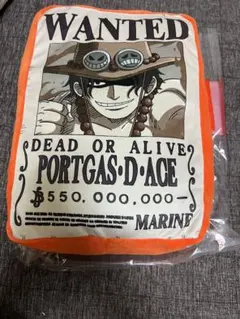 WANTED
DEAD OR ALIVE
PORTGAS·D·ACE
฿550,000,000-
MARINE